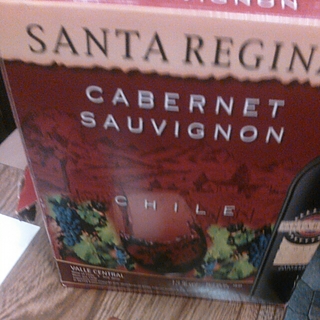 SANTA REGINA
CABERNET
SAUVIGNON
CHILE
VALLE CENTRAL